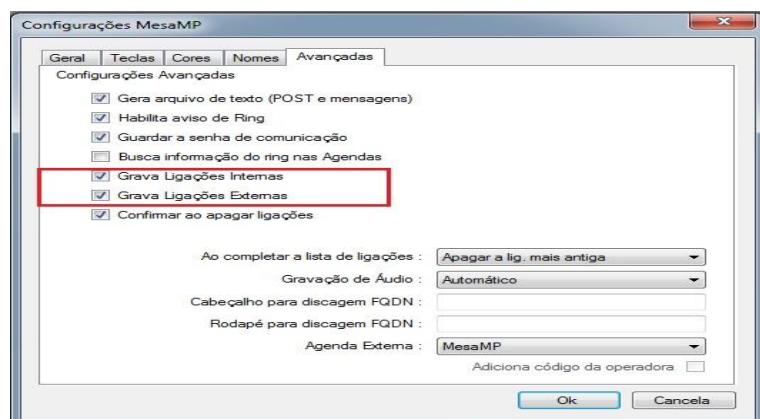 Configurações MesaMP
Geral Teclas Cores Nomes Avançadas
Configurações Avançadas
Gera arquivo de texto (POST e mensagens)
Habilita aviso de Ring
Guardar a senha de comunicação
Busca informação do ring nas Agendas
Grava Ligações Internas
Grava Ligações Externas
Confirmar ao apagar ligações
Ao completar a lista de ligações : Apagar a lig. mais antiga
Gravação de Áudio : Automático
Cabeçalho para discagem FQDN :
Rodapé para discagem FQDN :
Agenda Externa : MesaMP
Adiciona código da operadora
Ok Cancela